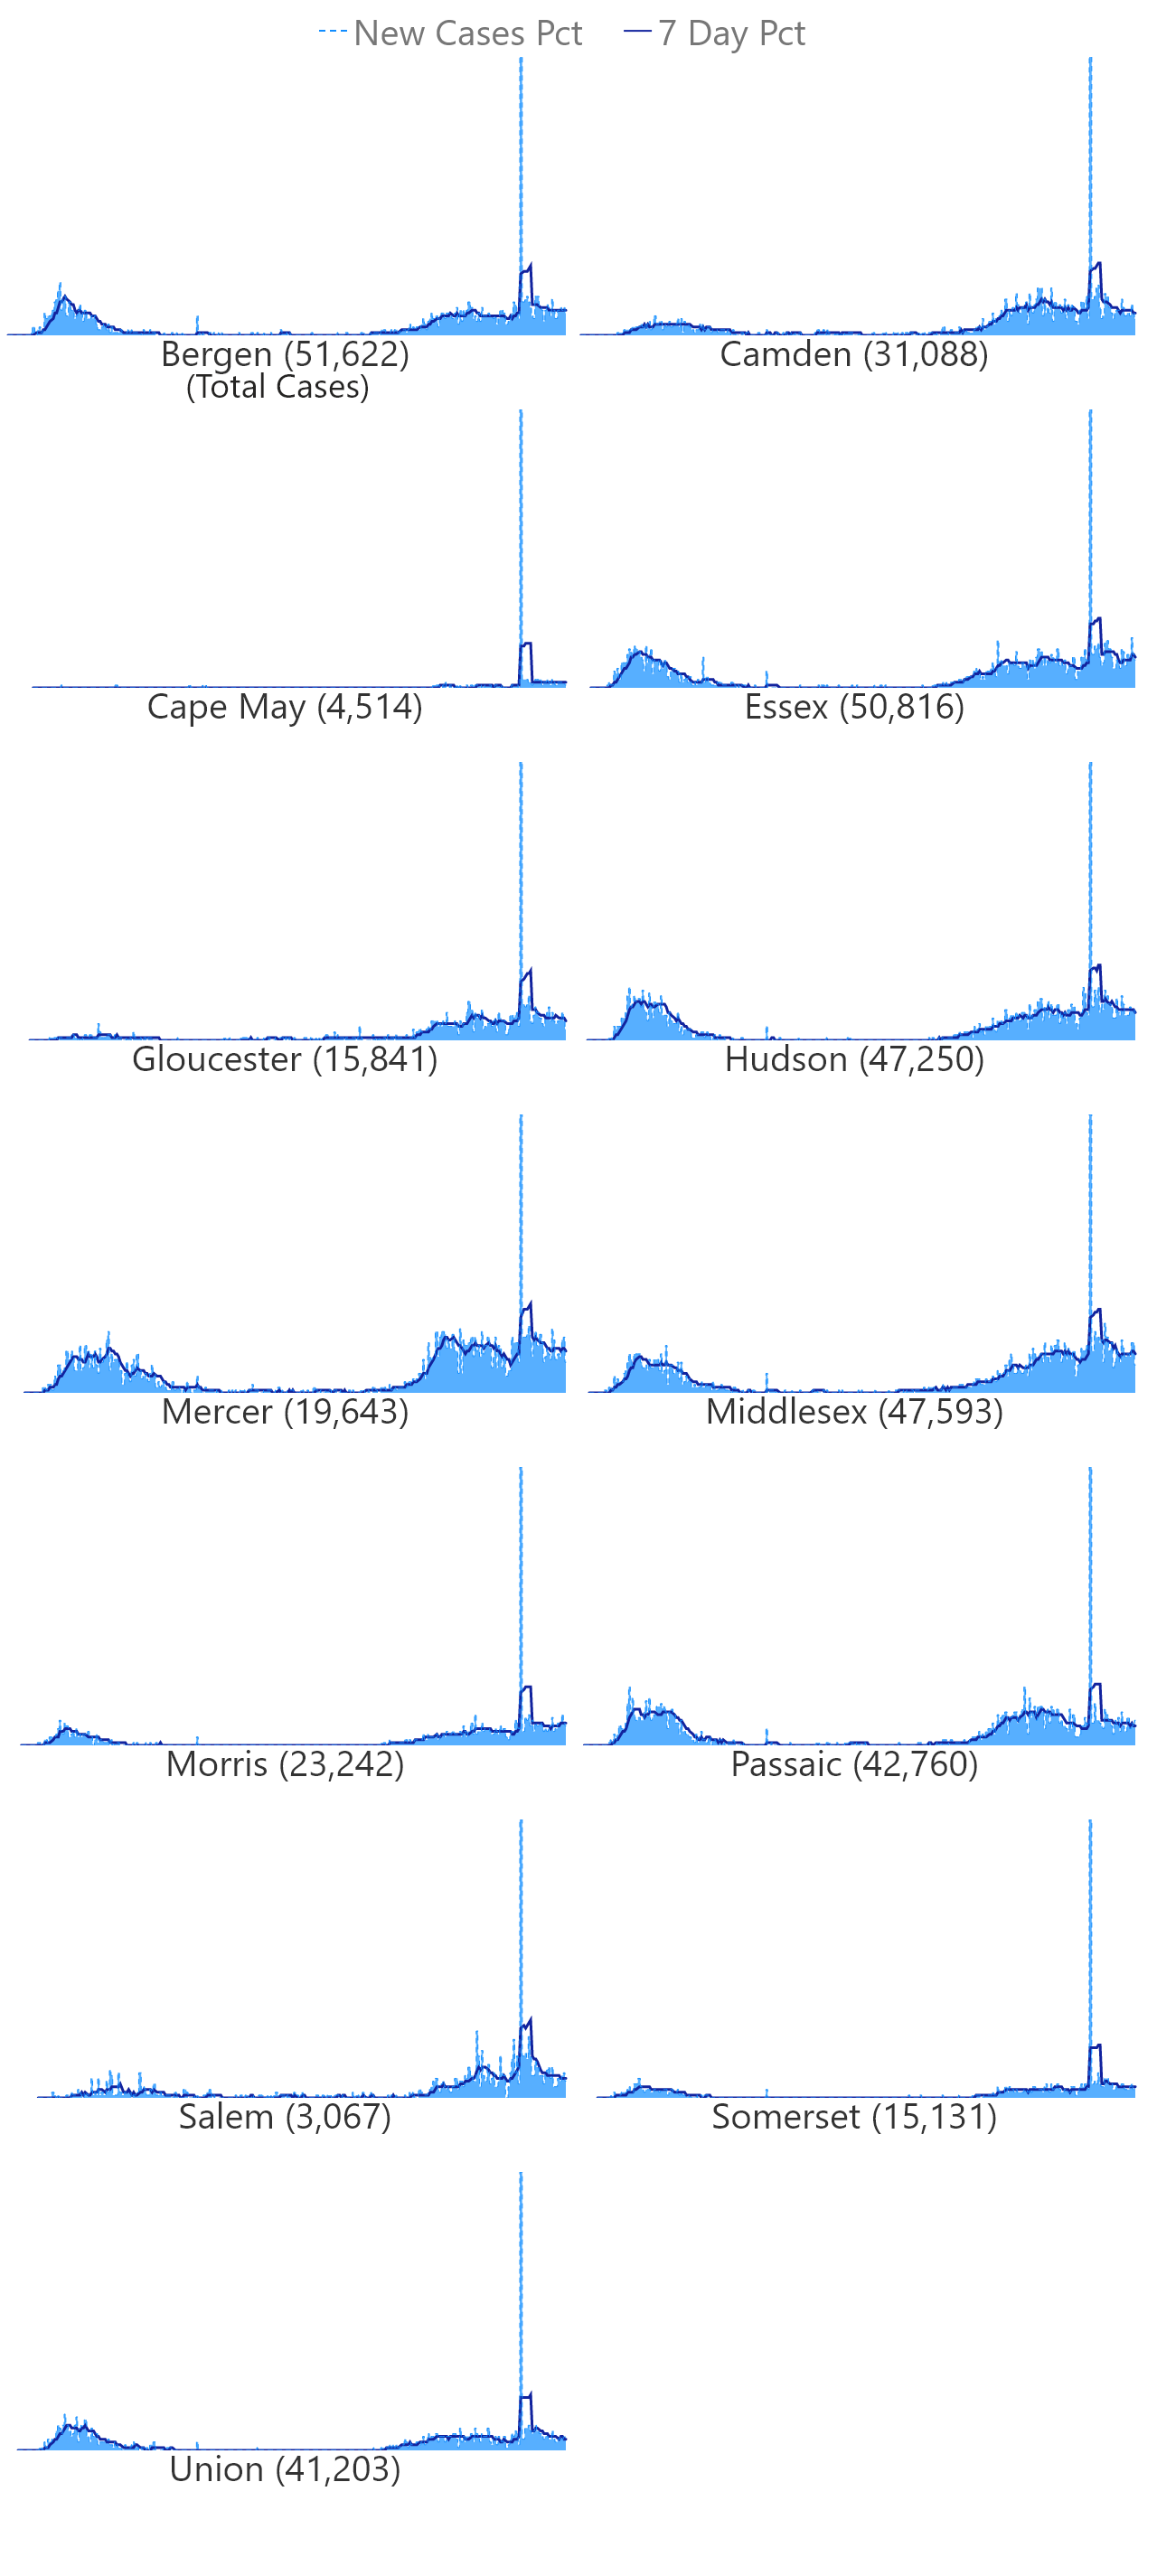 New Cases Pct 7 Day Pct
Bergen (51,622) Camden (31,088)
(Total Cases)
Cape May (4,514) Essex (50,816)
Gloucester (15,841) Hudson (47,250)
Mercer (19,643) Middlesex (47,593)
Morris (23,242) Passaic (42,760)
Salem (3,067) Somerset (15,131)
Union (41,203)